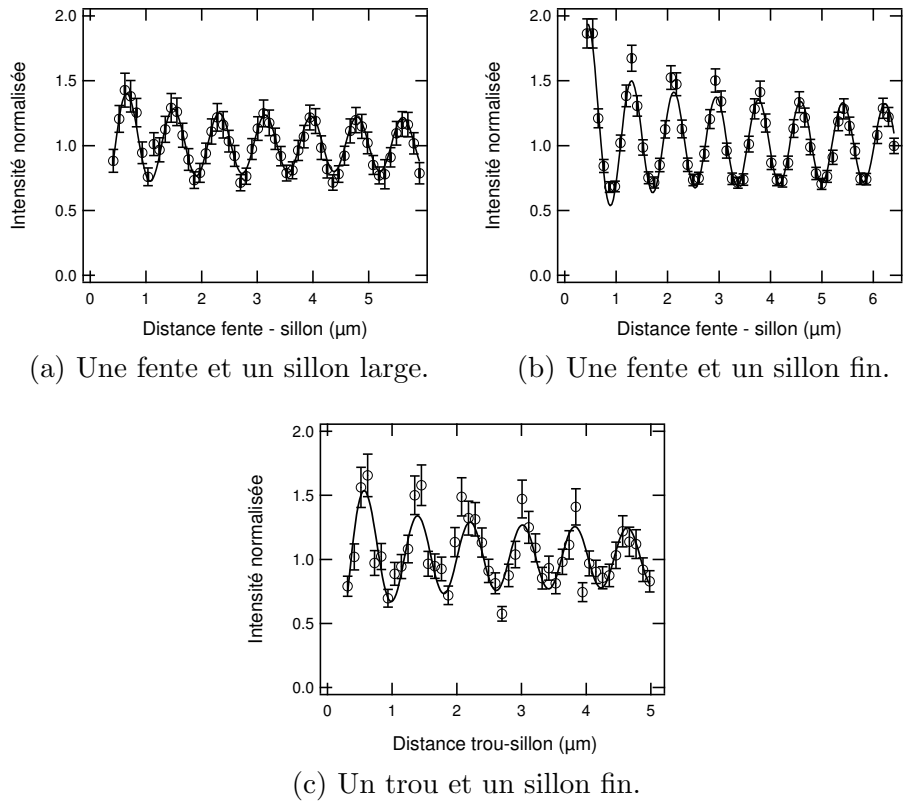 2.0
1.5
1.0
0.5
0.0
Intensité normalisée
0 1 2 3 4 5
Distance fente - sillon (µm)
(a) Une fente et un sillon large.
2.0
1.5
1.0
0.5
0.0
Intensité normalisée
0 1 2 3 4 5 6
Distance fente - sillon (µm)
(b) Une fente et un sillon fin.
2.0
1.5
1.0
0.5
0.0
Intensité normalisée
0 1 2 3 4 5
Distance trou-sillon (µm)
(c) Un trou et un sillon fin.